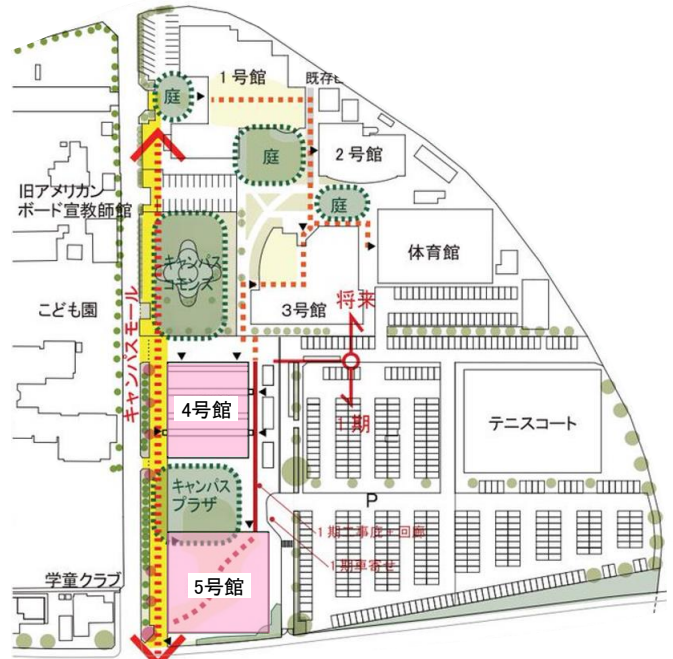 1号館
既存
庭
庭
2号館
庭
旧アメリカン
ボード宣教師館
体育館
キャンパス
コモンズ
こども園
3号館
将来
キャンパスモール
1期
4号館
テニスコート
キャンパス
プラザ
P
1期工事庇+回廊
1期車寄せ
学童クラブ
5号館